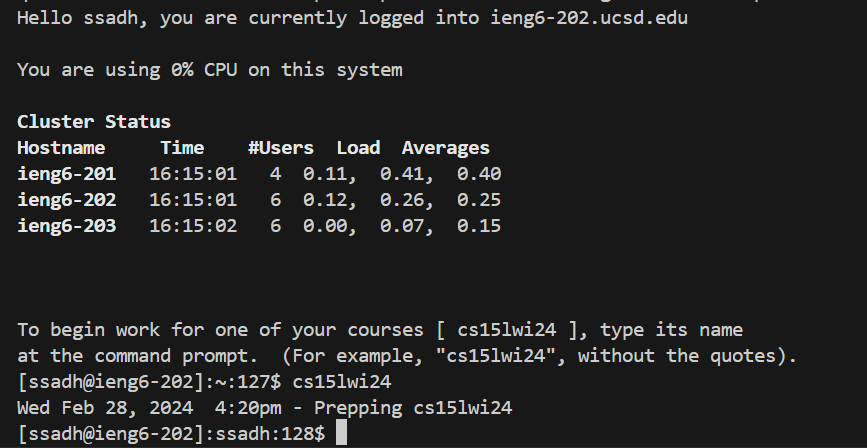 Hello ssadh, you are currently logged into ieng6-202.ucsd.edu
You are using 0% CPU on this system
Cluster Status
Hostname     Time    #Users  Load  Averages
ieng6-201   16:15:01   4  0.11,  0.41,  0.40
ieng6-202   16:15:01   6  0.12,  0.26,  0.25
ieng6-203   16:15:02   6  0.00,  0.07,  0.15
To begin work for one of your courses [ cs15lwi24 ], type its name
at the command prompt.  (For example, "cs15lwi24", without the quotes).
[ssadh@ieng6-202]:~:127$ cs15lwi24
Wed Feb 28, 2024  4:20pm - Prepping cs15lwi24
[ssadh@ieng6-202]:ssadh:128$